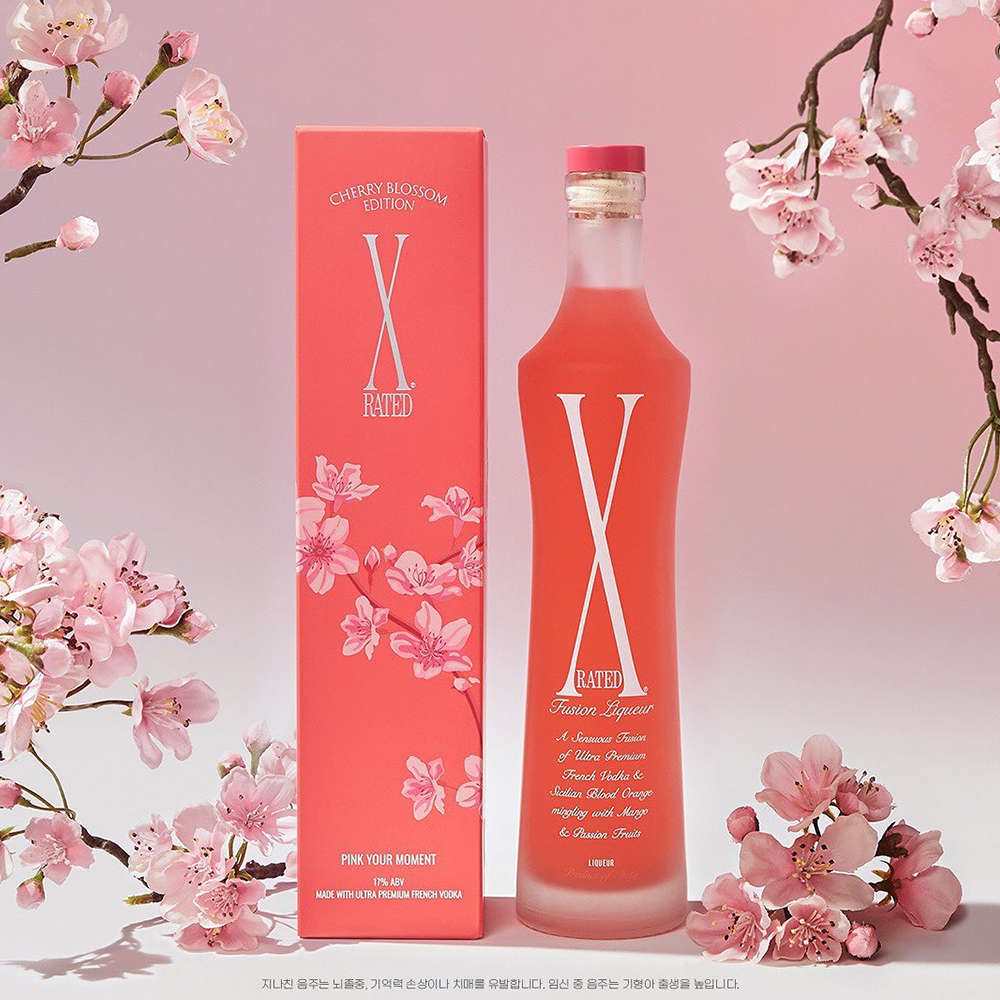 CHERRY BLOSSOM
EDITION
X
RATED
PINK YOUR MOMENT
17% ABV
MADE WITH ULTRA PREMIUM FRENCH VODKA
X
RATED
Fusion Liqueur
A Sensuous Fusion
of Ultra Premium
French Vodka &
Sicilian Blood Orange
mingling with Mango
& Passion Fruits
LIQUEUR
Product of
지나친 음주는 뇌졸중, 기억력 손상이나 치매를 유발합니다. 임신 중 음주는 기형아 출생을 높입니다.